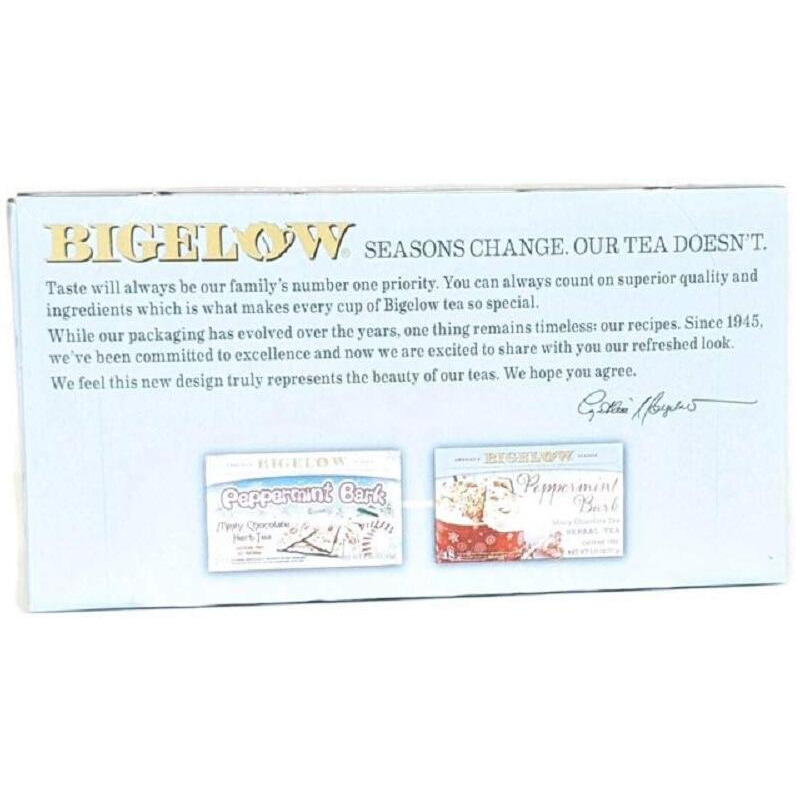 BIGELOW® SEASONS CHANGE. OUR TEA DOESN'T.
Taste will always be our family's number one priority. You can always count on superior quality and
ingredients which is what makes every cup of Bigelow tea so special.
While our packaging has evolved over the years, one thing remains timeless: our recipes. Since 1945,
we've been committed to excellence and now we are excited to share with you our refreshed look.
We feel this new design truly represents the beauty of our teas. We hope you agree.
BIGELOW
Peppermint Bark
Minty Chocolate
Herb Tea
BIGELOW
Peppermint
Bark
Minty Chocolate
HERBAL TEA
18